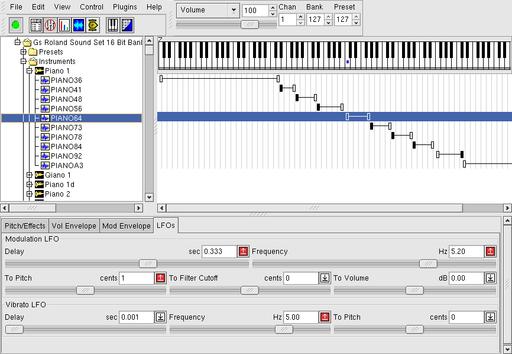 File Edit View Control Plugins Help
Volume 100 Chan 1 Bank 127 Preset 127
Gs Roland Sound Set 16 Bit Bank
Presets
Instruments
Piano 1
PIANO36
PIANO41
PIANO48
PIANO56
PIANO64
PIANO73
PIANO78
PIANO84
PIANO92
PIANOA3
Giano 1
Piano 1d
Piano 2
Pitch/Effects Vol Envelope Mod Envelope LFOs
Modulation LFO
Delay sec 0.333 Frequency Hz 5.20
To Pitch cents 1 To Filter Cutoff cents 0 To Volume dB 0.00
Vibrato LFO
Delay sec 0.001 Frequency Hz 5.00 To Pitch cents 0